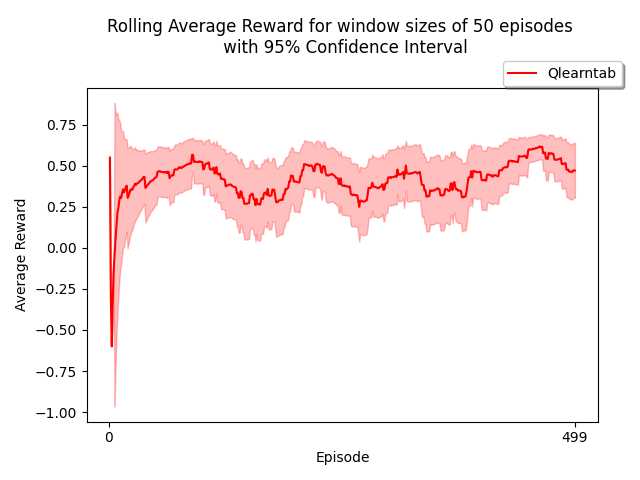 Rolling Average Reward for window sizes of 50 episodes
with 95% Confidence Interval
Qlearntab
0.75
0.50
0.25
0.00
−0.25
−0.50
−0.75
−1.00
Average Reward
0
499
Episode